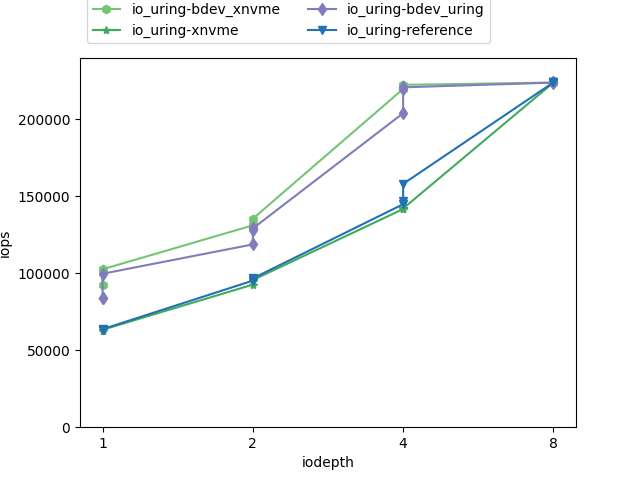 io_uring-bdev_xnvme
io_uring-xnvme
io_uring-bdev_uring
io_uring-reference
200000
150000
100000
50000
0
iops
1 2 4 8
iodepth